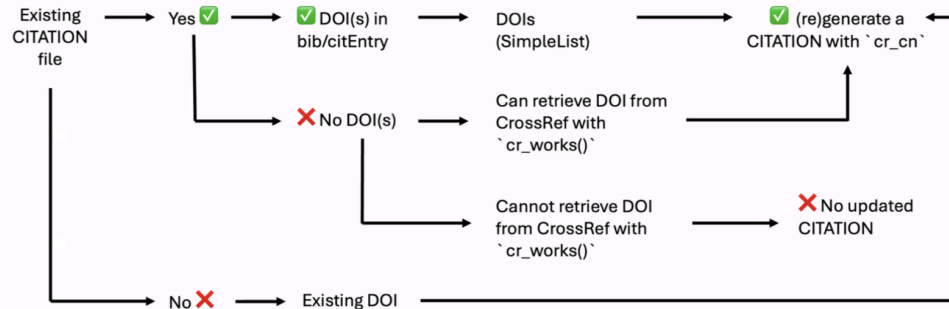 Existing
CITATION
file
Yes ✅
✅ DOI(s) in
bib/citEntry
DOIs
(SimpleList)
✅ (re)generate a
CITATION with `cr_cn`
❌ No DOI(s)
Can retrieve DOI from
CrossRef with
`cr_works()`
Cannot retrieve DOI
from CrossRef with
`cr_works()`
❌ No updated
CITATION
No ❌
Existing DOI